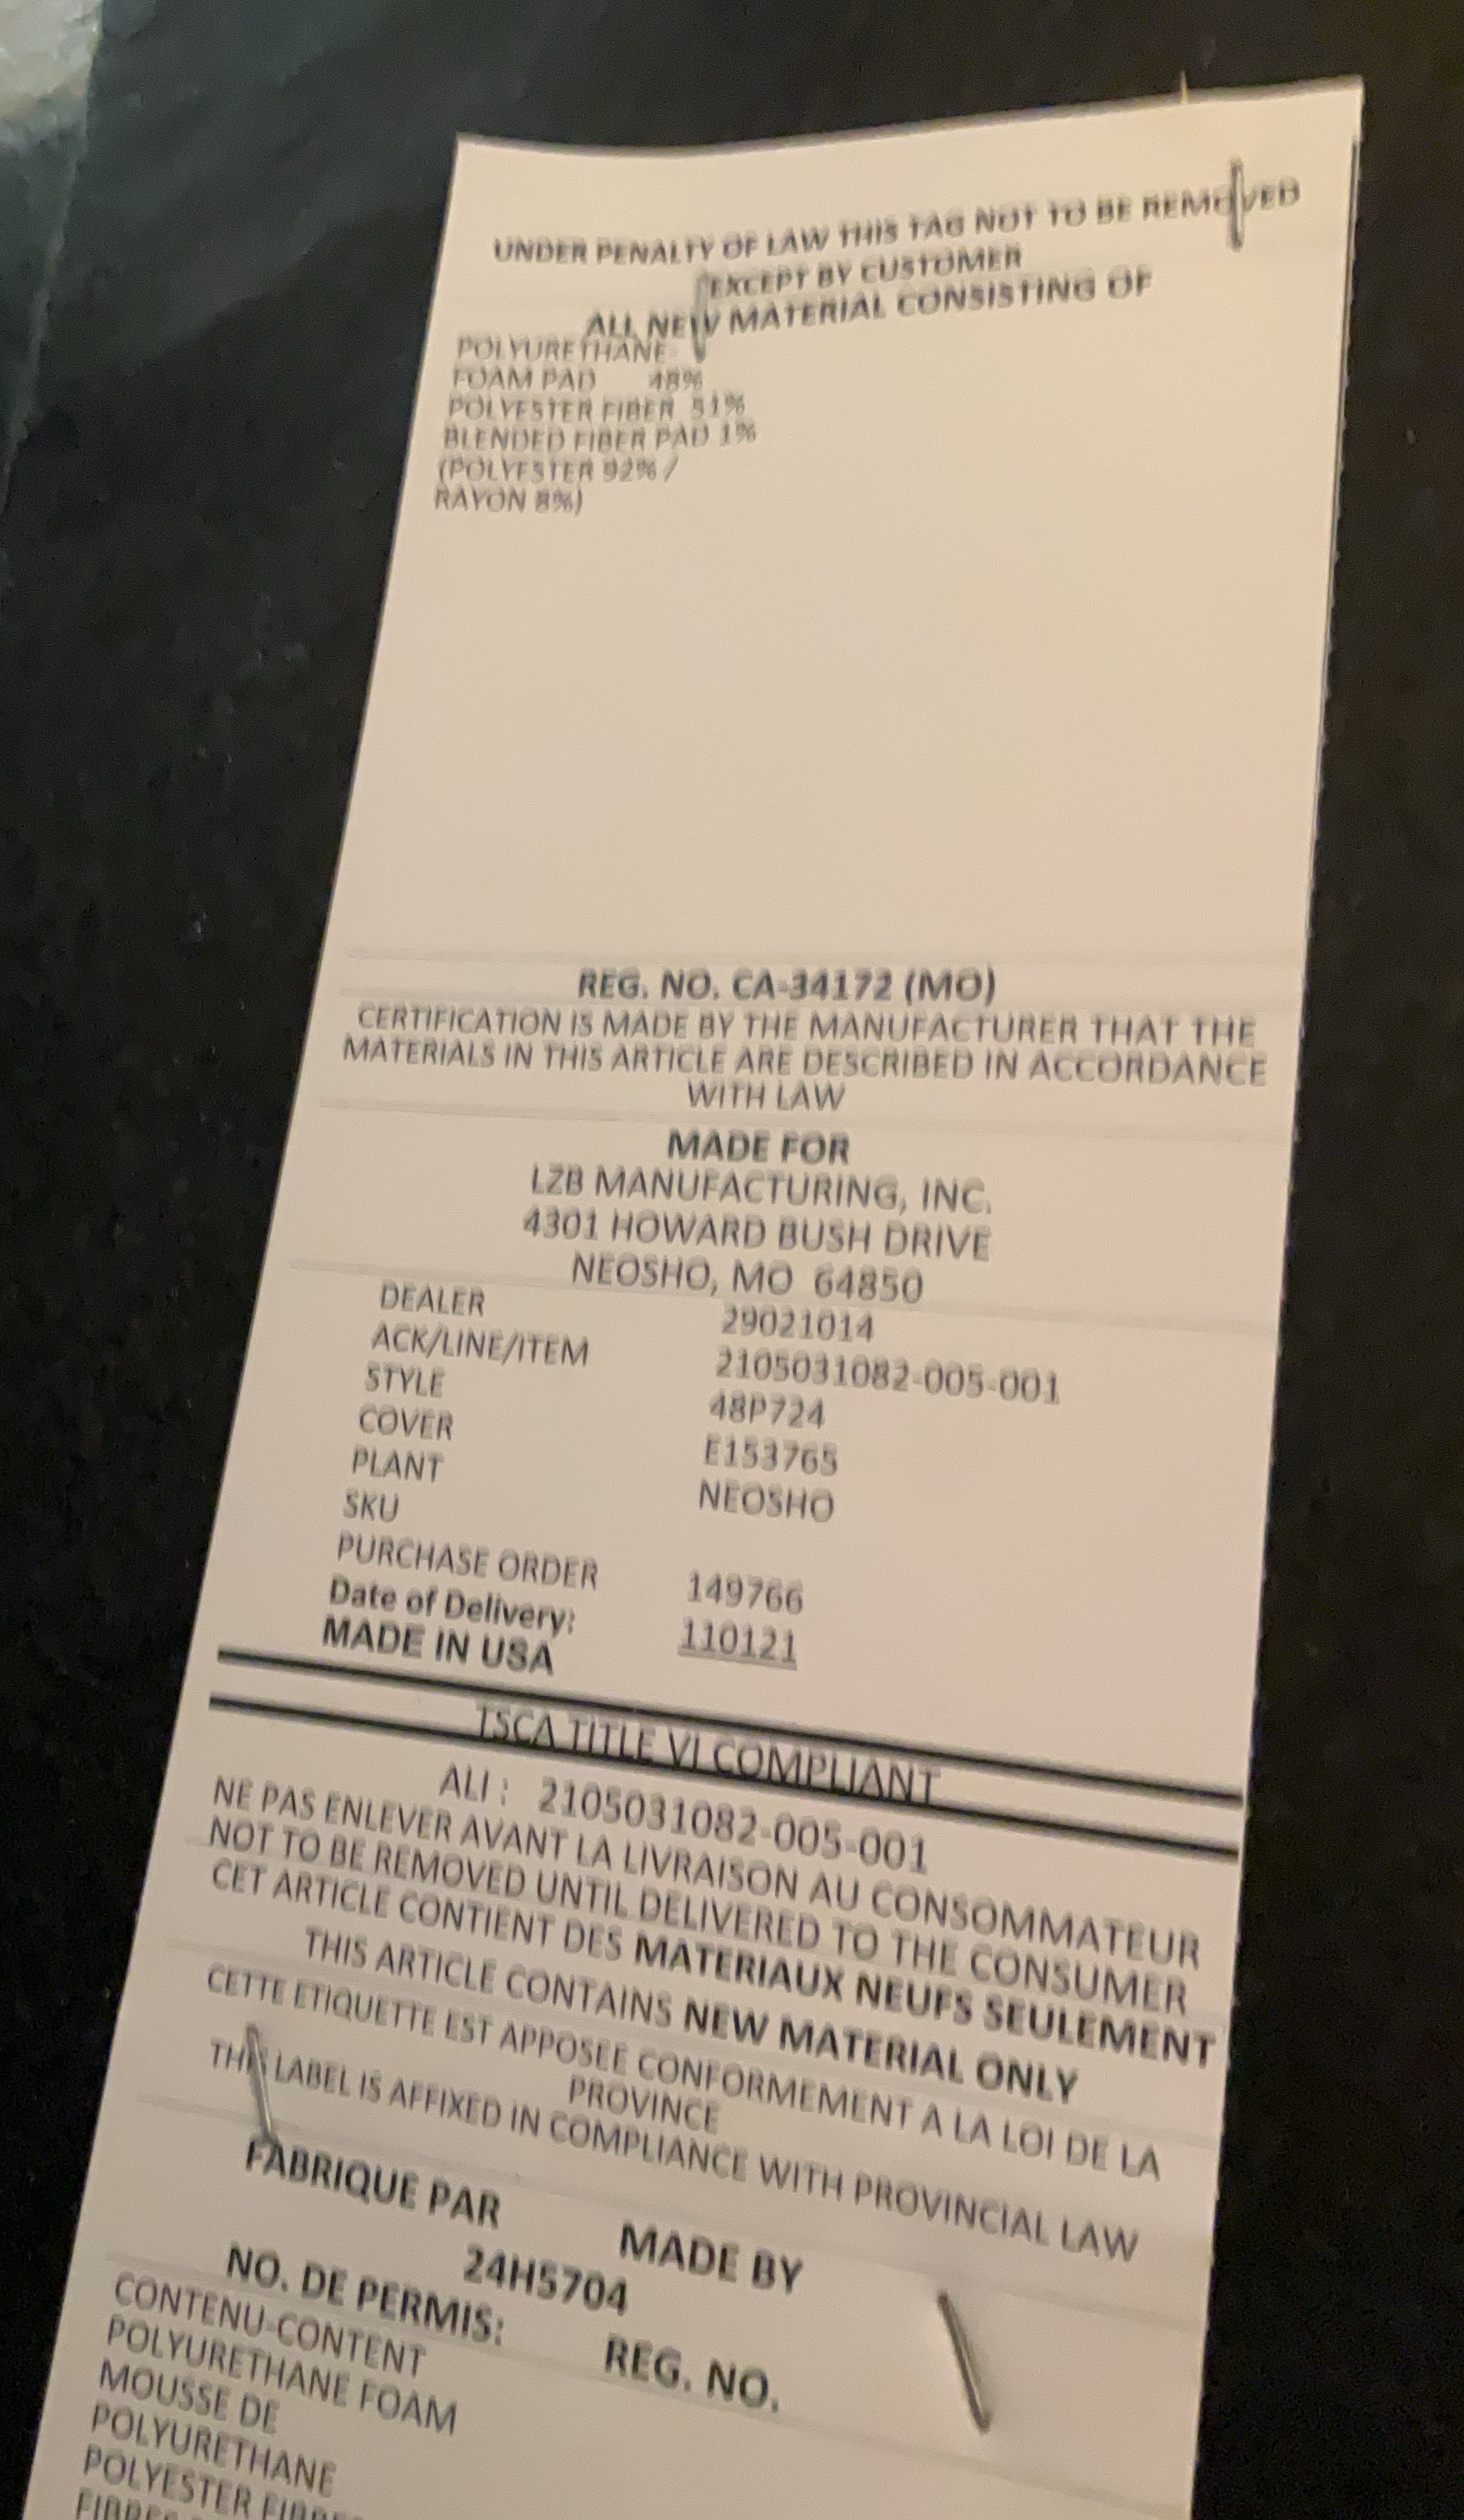 UNDER PENALTY OF LAW THIS TAG NOT TO BE REMOVED
EXCEPT BY CUSTOMER
ALL NEW MATERIAL CONSISTING OF
POLYURETHANE
FOAM PAD 48%
POLYESTER FIBER 51%
BLENDED FIBER PAD 1%
(POLYESTER 92% /
RAYON 8%)
REG. NO. CA-34172 (MO)
CERTIFICATION IS MADE BY THE MANUFACTURER THAT THE
MATERIALS IN THIS ARTICLE ARE DESCRIBED IN ACCORDANCE
WITH LAW
MADE FOR
LZB MANUFACTURING, INC.
4301 HOWARD BUSH DRIVE
NEOSHO, MO 64850
DEALER 29021014
ACK/LINE/ITEM 2105031082-005-001
STYLE 48P724
COVER E153765
PLANT NEOSHO
SKU
PURCHASE ORDER 149766
Date of Delivery: 110121
MADE IN USA
TSCA TITLE VI COMPLIANT
ALI : 2105031082-005-001
NE PAS ENLEVER AVANT LA LIVRAISON AU CONSOMMATEUR
NOT TO BE REMOVED UNTIL DELIVERED TO THE CONSUMER
CET ARTICLE CONTIENT DES MATERIAUX NEUFS SEULEMENT
THIS ARTICLE CONTAINS NEW MATERIAL ONLY
CETTE ETIQUETTE EST APPOSEE CONFORMEMENT A LA LOI DE LA
PROVINCE
THIS LABEL IS AFFIXED IN COMPLIANCE WITH PROVINCIAL LAW
FABRIQUE PAR MADE BY
24H5704
NO. DE PERMIS: REG. NO.
CONTENU-CONTENT
POLYURETHANE FOAM
MOUSSE DE
POLYURETHANE
POLYESTER